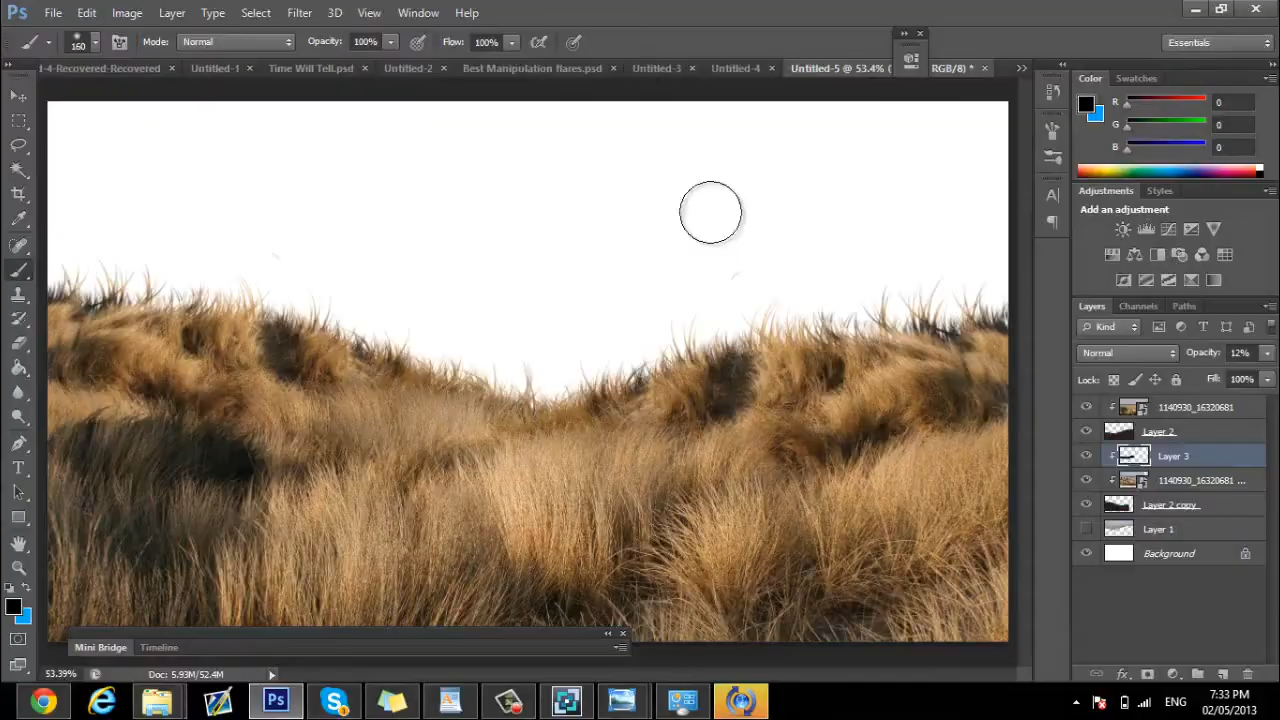 Ps File Edit Image Layer Type Select Filter 3D View Window Help
160 Mode: Normal Opacity: 100% Flow: 100% Essentials
I-4-Recovered-Recovered × Untitled-1 × Time Will Tell.psd × Untitled-2 × Best Manipulation flares.psd × Untitled-3 × Untitled-4 × Untitled-5 @ 53.4% ( RGB/8) * ×
Color Swatches
R 0
G 0
B 0
Adjustments Styles
Add an adjustment
Layers Channels Paths
Kind
Normal Opacity: 12%
Lock: Fill: 100%
1140930_16320681
Layer 2
Layer 3
1140930_16320681 ...
Layer 2 copy
Layer 1
Background
Mini Bridge Timeline
53.39% Doc: 5.93M/52.4M
ENG
7:33 PM
02/05/2013